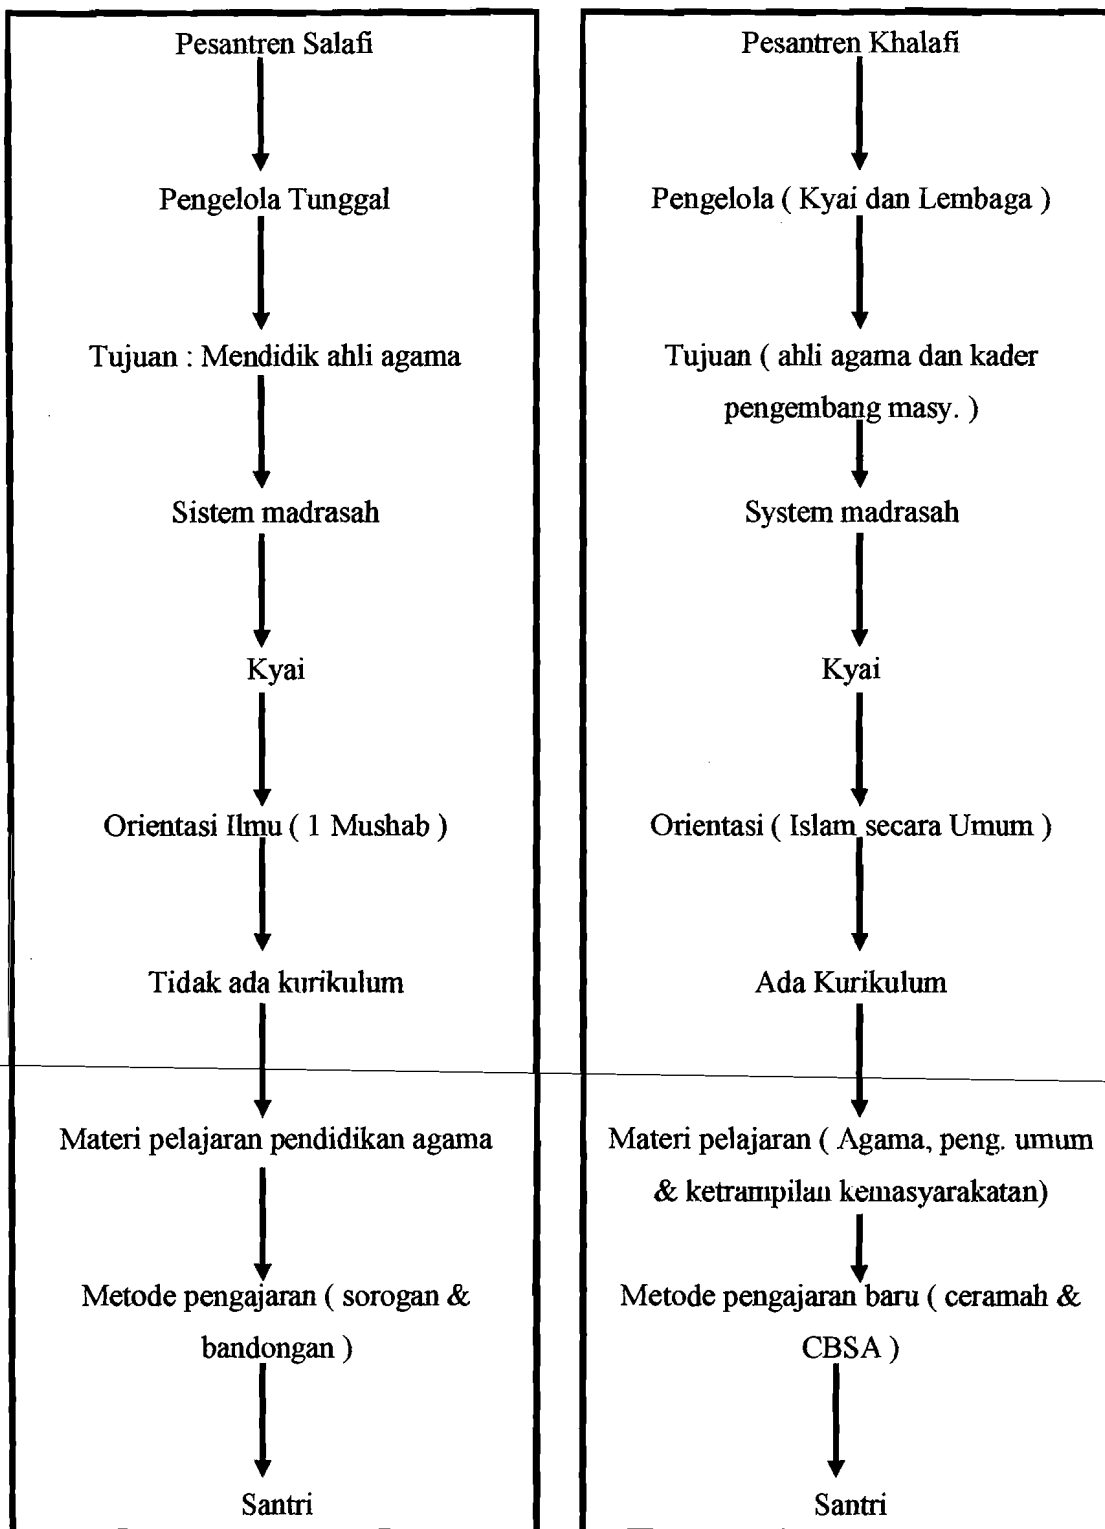 Pesantren Salafi
Pengelola Tunggal
Tujuan : Mendidik ahli agama
Sistem madrasah
Kyai
Orientasi Ilmu ( 1 Mushab )
Tidak ada kurikulum
Materi pelajaran pendidikan agama
Metode pengajaran ( sorogan &
bandongan )
Santri
Pesantren Khalafi
Pengelola ( Kyai dan Lembaga )
Tujuan ( ahli agama dan kader
pengembang masy. )
System madrasah
Kyai
Orientasi ( Islam secara Umum )
Ada Kurikulum
Materi pelajaran ( Agama, peng. umum
& ketrampilan kemasyarakatan)
Metode pengajaran baru ( ceramah &
CBSA )
Santri